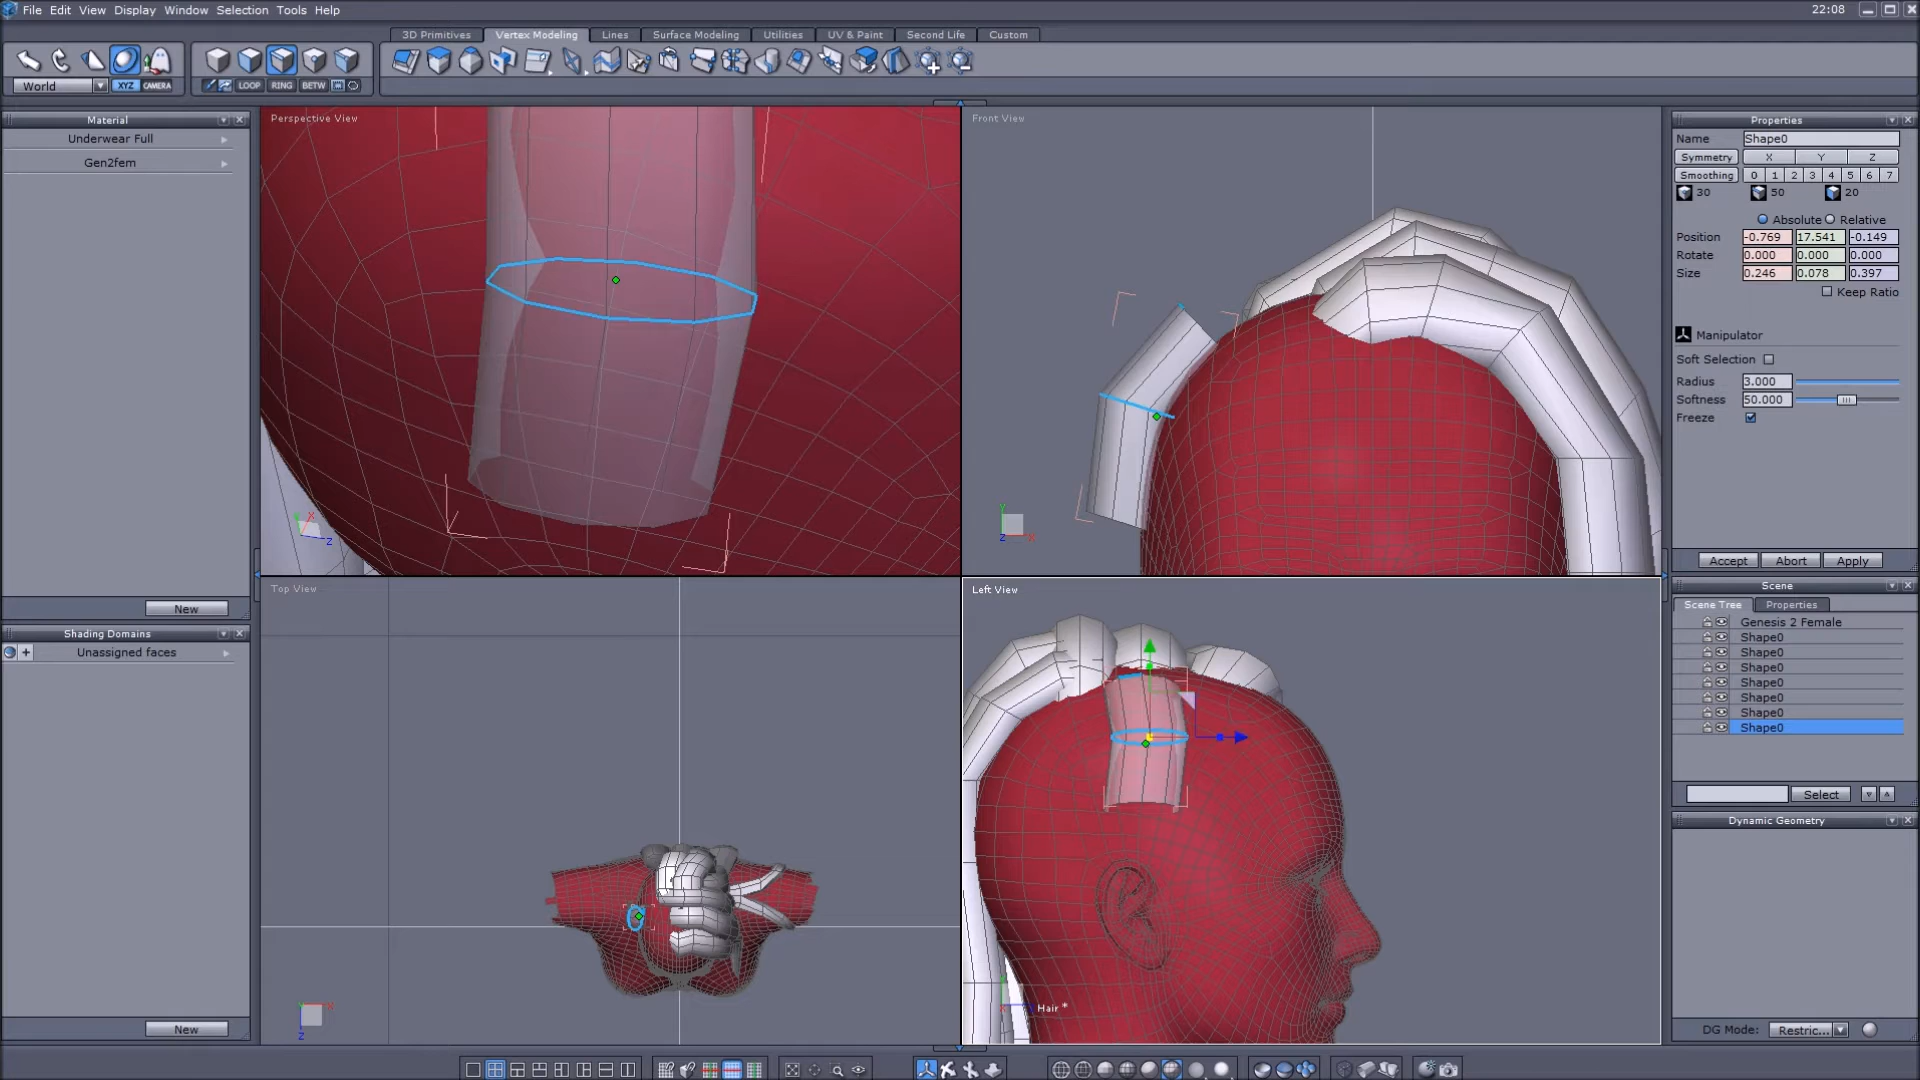 File Edit View Display Window Selection Tools Help
22:08
3D Primitives Vertex Modeling Lines Surface Modeling Utilities UV & Paint Second Life Custom
World
XYZ CAMERA
LOOP RING BETW
Material
Underwear Full
Gen2fem
New
Shading Domains
+ Unassigned faces
New
Perspective View
Y X
Z
Front View
Y
Z X
Top View
Y X
Z
Left View
Hair *
Properties
Name Shape0
Symmetry X Y Z
Smoothing 0 1 2 3 4 5 6 7
30 50 20
Absolute Relative
Position -0.769 17.541 -0.149
Rotate 0.000 0.000 0.000
Size 0.246 0.078 0.397
Keep Ratio
Manipulator
Soft Selection
Radius 3.000
Softness 50.000
Freeze
Accept Abort Apply
Scene
Scene Tree Properties
Genesis 2 Female
Shape0
Shape0
Shape0
Shape0
Shape0
Shape0
Shape0
Select
Dynamic Geometry
DG Mode: Restric...